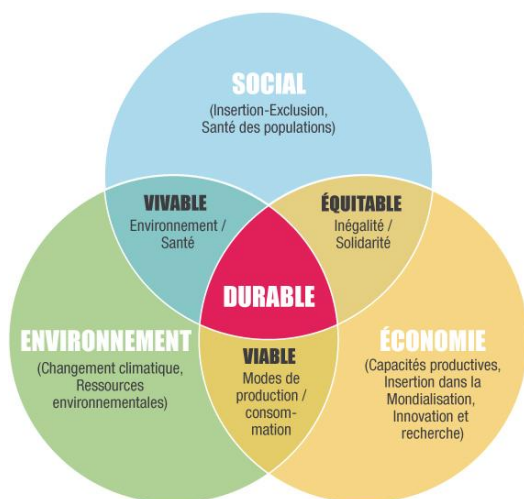 SOCIAL
(Insertion-Exclusion,
Santé des populations)
VIVABLE
Environnement /
Santé
ÉQUITABLE
Inégalité /
Solidarité
DURABLE
ENVIRONNEMENT
(Changement climatique,
Ressources
environnementales)
VIABLE
Modes de
production /
consom-
mation
ÉCONOMIE
(Capacités productives,
Insertion dans la
Mondialisation,
Innovation et
recherche)